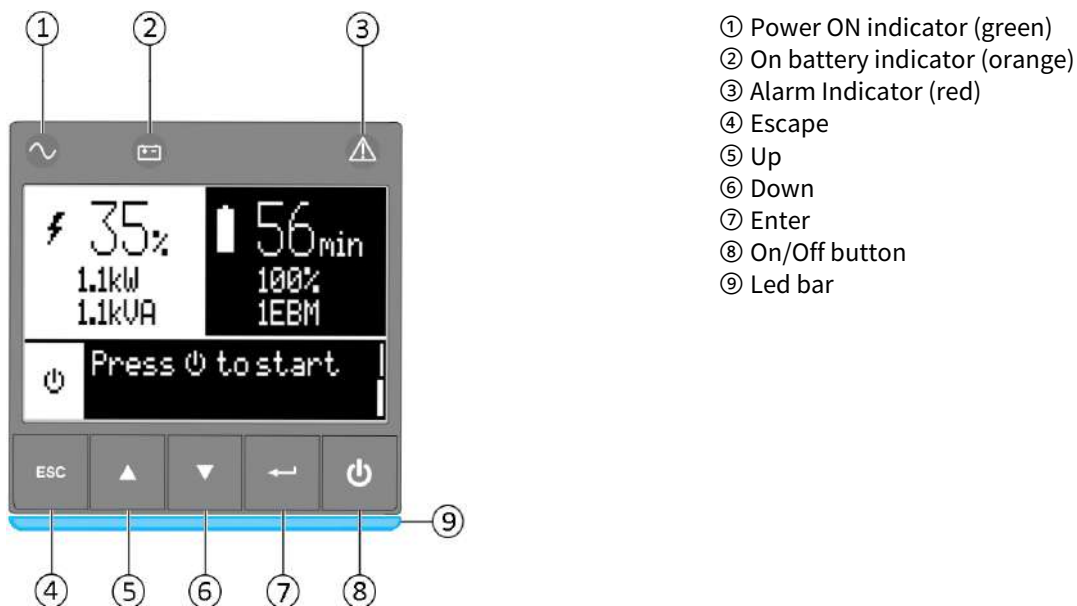 ① ② ③
① Power ON indicator (green)
② On battery indicator (orange)
③ Alarm Indicator (red)
④ Escape
⑤ Up
⑥ Down
⑦ Enter
⑧ On/Off button
⑨ Led bar
35% 56min
1.1kW 100%
1.1kVA 1EBM
Press ⏻ to start
ESC
⑨
④ ⑤ ⑥ ⑦ ⑧